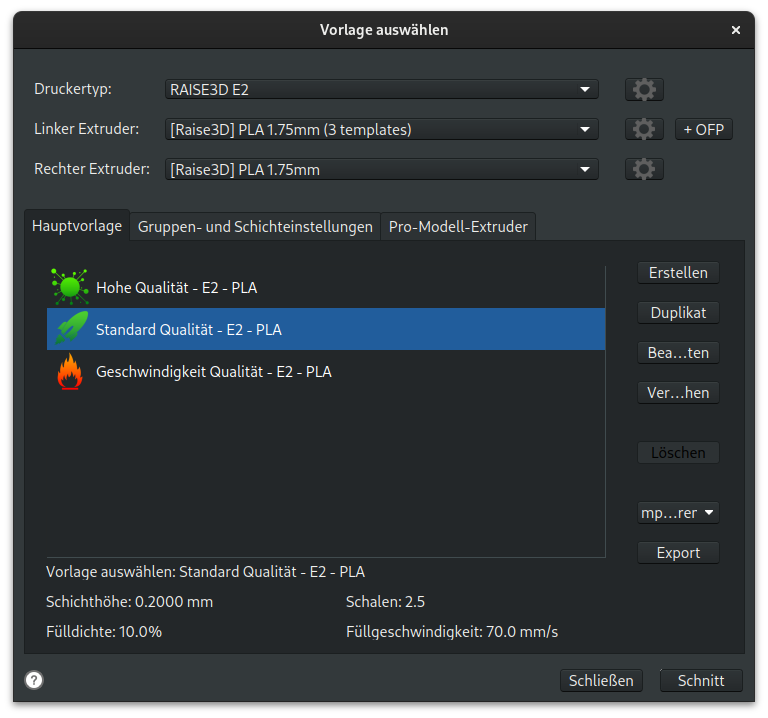 Vorlage auswählen
Druckertyp: RAISE3D E2
Linker Extruder: [Raise3D] PLA 1.75mm (3 templates) + OFP
Rechter Extruder: [Raise3D] PLA 1.75mm
Hauptvorlage Gruppen- und Schichteinstellungen Pro-Modell-Extruder
Hohe Qualität - E2 - PLA
Standard Qualität - E2 - PLA
Geschwindigkeit Qualität - E2 - PLA
Erstellen
Duplikat
Bea…ten
Ver…hen
Löschen
mp…rer
Export
Vorlage auswählen: Standard Qualität - E2 - PLA
Schichthöhe: 0.2000 mm Schalen: 2.5
Fülldichte: 10.0% Füllgeschwindigkeit: 70.0 mm/s
? Schließen Schnitt